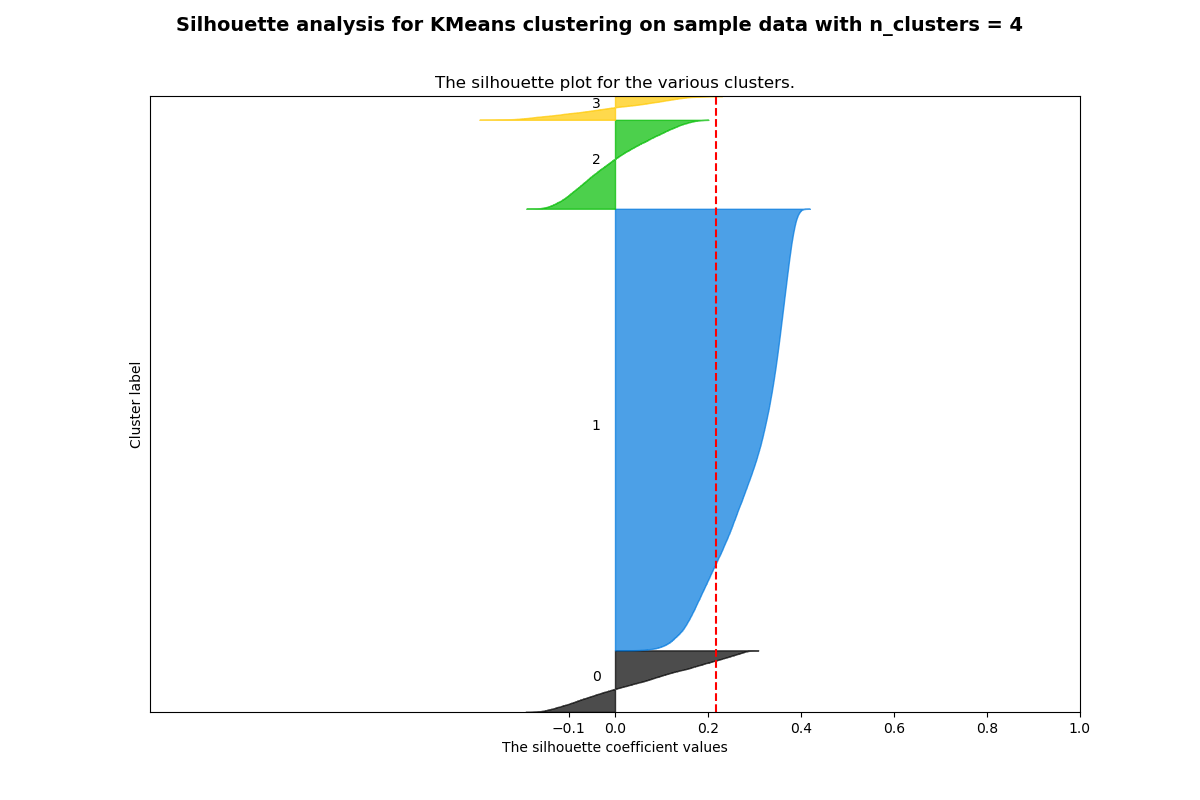 Silhouette analysis for KMeans clustering on sample data with n_clusters = 4
The silhouette plot for the various clusters.
3
2
1
0
Cluster label
−0.1 0.0 0.2 0.4 0.6 0.8 1.0
The silhouette coefficient values